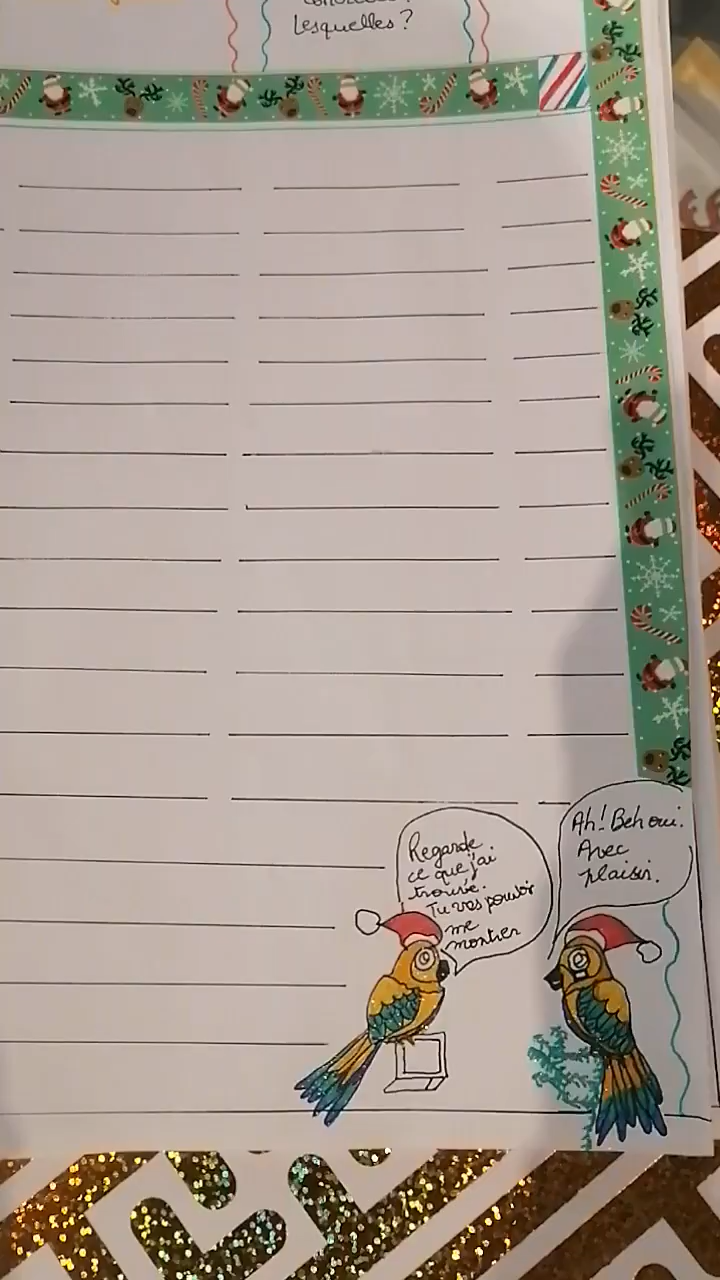 Lesquelles?
Regarde
ce que j'ai
trouvé.
Tu vas pouvoir
me
montrer
Ah! Beh oui.
Avec
plaisir.